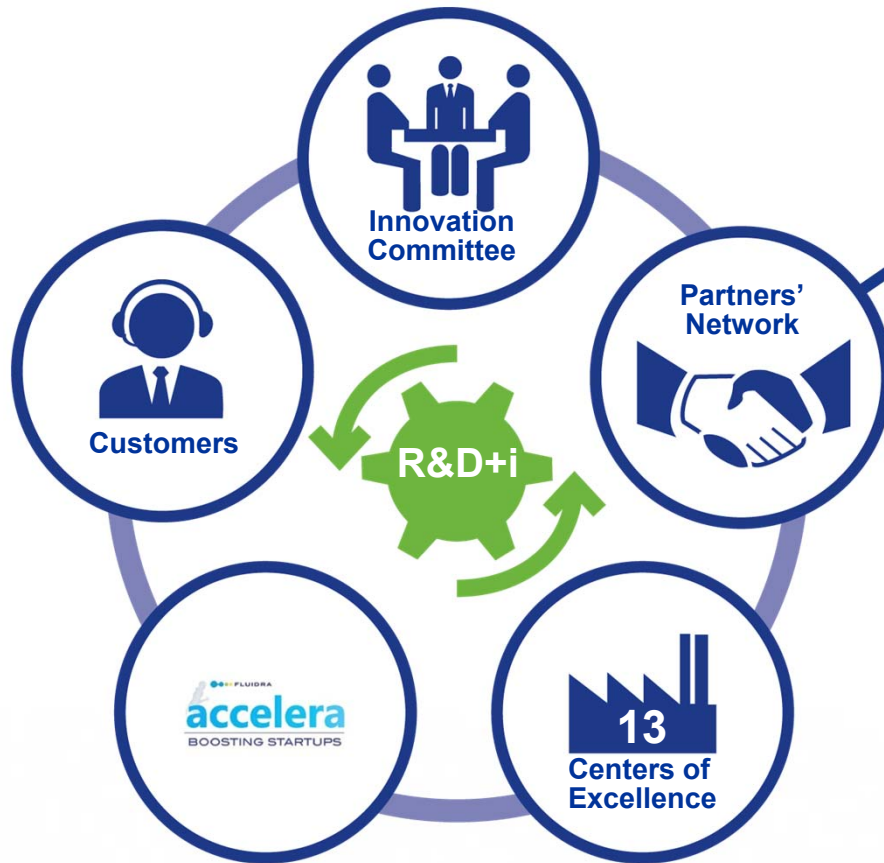 Innovation
Committee
Partners’
Network
Customers
R&D+i
FLUIDRA
accelera
BOOSTING STARTUPS
13
Centers of
Excellence